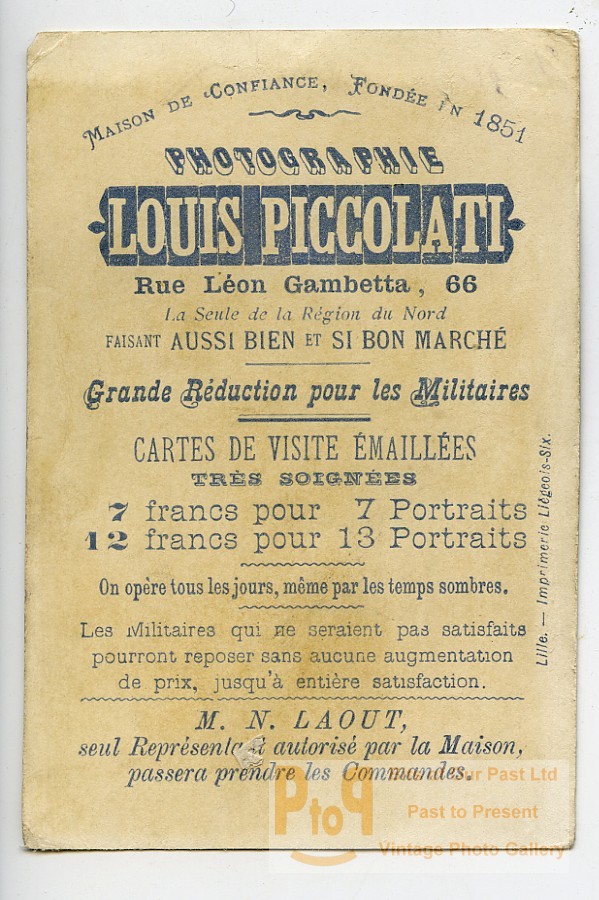 MAISON DE CONFIANCE, FONDÉE EN 1851
PHOTOGRAPHIE
LOUIS PICCOLATI
Rue Léon Gambetta, 66
La Seule de la Région du Nord
FAISANT AUSSI BIEN ET SI BON MARCHÉ
Grande Réduction pour les Militaires
CARTES DE VISITE ÉMAILLÉES
TRÈS SOIGNÉES
7 francs pour 7 Portraits
12 francs pour 13 Portraits
On opère tous les jours, même par les temps sombres.
Les Militaires qui ne seraient pas satisfaits
pourront reposer sans aucune augmentation
de prix, jusqu'à entière satisfaction.
M. N. LAOUT,
seul autorisé par la Maison,
passera prendre les Commandes.
Lille. — Imprimerie Liégeois-Six.
PtoP
Your Past Ltd
Past to Present
Vintage Photo Gallery